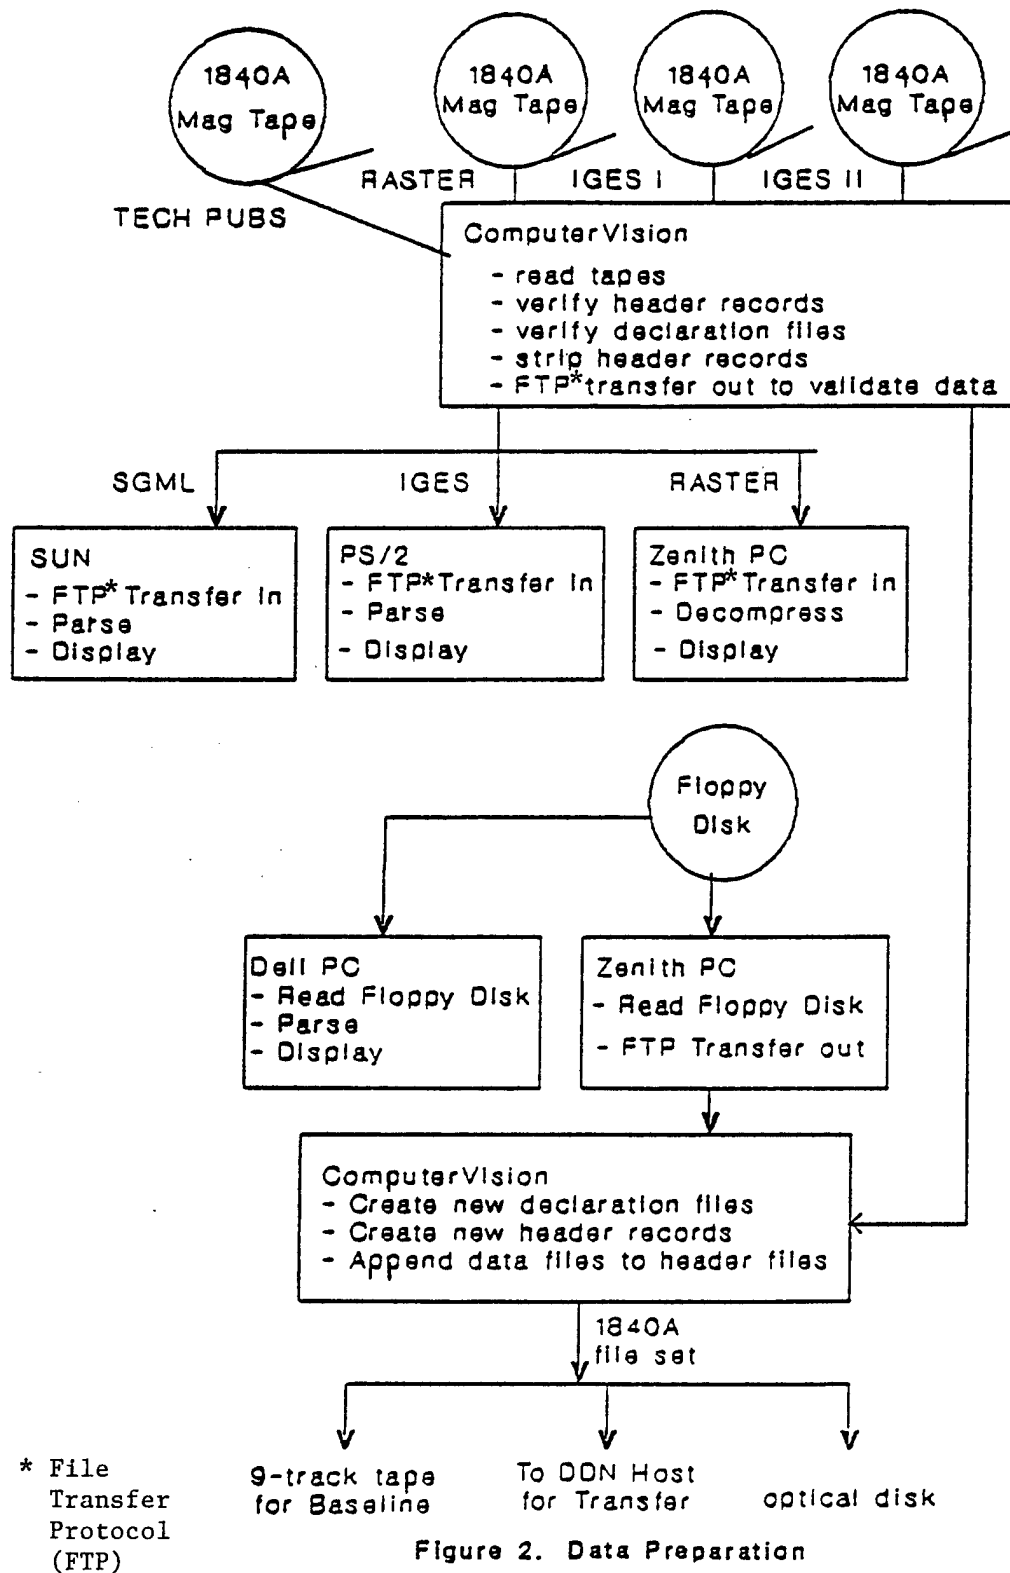 1840A
Mag Tape
1840A
Mag Tape
1840A
Mag Tape
1840A
Mag Tape
TECH PUBS
RASTER
IGES I
IGES II
ComputerVision
- read tapes
- verify header records
- verify declaration files
- strip header records
- FTP* transfer out to validate data
SGML
IGES
RASTER
SUN
- FTP* Transfer in
- Parse
- Display
PS/2
- FTP* Transfer in
- Parse
- Display
Zenith PC
- FTP* Transfer in
- Decompress
- Display
Floppy
Disk
Dell PC
- Read Floppy Disk
- Parse
- Display
Zenith PC
- Read Floppy Disk
- FTP Transfer out
ComputerVision
- Create new declaration files
- Create new header records
- Append data files to header files
1840A
file set
9-track tape
for Baseline
To DDN Host
for Transfer
optical disk
* File
Transfer
Protocol
(FTP)
Figure 2. Data Preparation